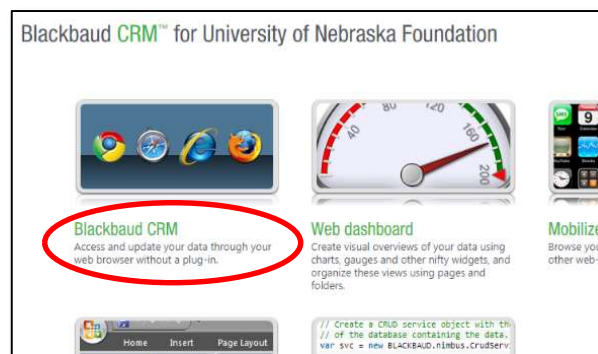 Blackbaud CRM™ for University of Nebraska Foundation
80
120
40
160
0
200
9
Blackbaud CRM
Access and update your data through your
web browser without a plug-in.
Web dashboard
Create visual overviews of your data using
charts, gauges and other nifty widgets, and
organize these views using pages and
folders.
Mobilize
Browse you
other web-
Home Insert Page Layout
// Create a CRUD service object with th
// of the database containing the data.
var svc = new BLACKBAUD.nimbus.CrudServ